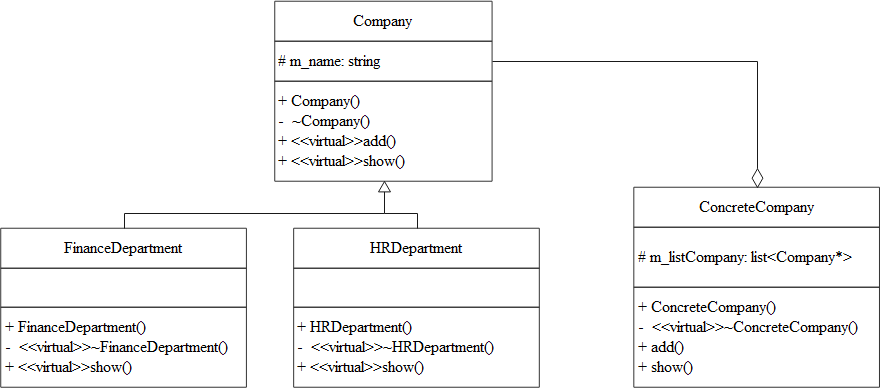 Company
# m_name: string
+ Company()
- ~Company()
+ <<virtual>>add()
+ <<virtual>>show()
FinanceDepartment
+ FinanceDepartment()
- <<virtual>>~FinanceDepartment()
+ <<virtual>>show()
HRDepartment
+ HRDepartment()
- <<virtual>>~HRDepartment()
+ <<virtual>>show()
ConcreteCompany
# m_listCompany: list<Company*>
+ ConcreteCompany()
- <<virtual>>~ConcreteCompany()
+ add()
+ show()